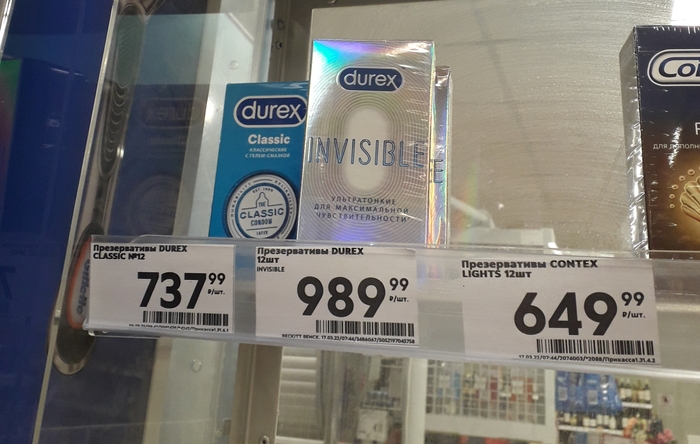 durex
Classic
КЛАССИЧЕСКИЕ
С ГЕЛЕМ-СМАЗКОЙ
THE
CLASSIC
CONDOM
durex
INVISIBLE
УЛЬТРАТОНКИЕ
ДЛЯ МАКСИМАЛЬНОЙ
ЧУВСТВИТЕЛЬНОСТИ
E
Con
Презервативы DUREX
CLASSIC №12
737 99
₽/шт.
Презервативы DUREX
12шт
INVISIBLE
989 99
₽/шт.
Презервативы CONTEX
LIGHTS 12шт
649 99
₽/шт.